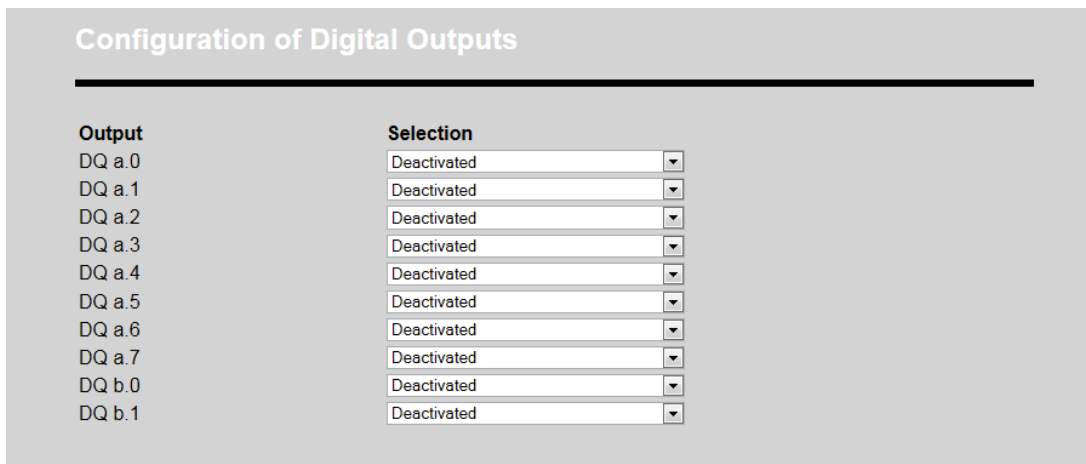 Configuration of Digital Outputs
Output Selection
DQ a.0 Deactivated
DQ a.1 Deactivated
DQ a.2 Deactivated
DQ a.3 Deactivated
DQ a.4 Deactivated
DQ a.5 Deactivated
DQ a.6 Deactivated
DQ a.7 Deactivated
DQ b.0 Deactivated
DQ b.1 Deactivated